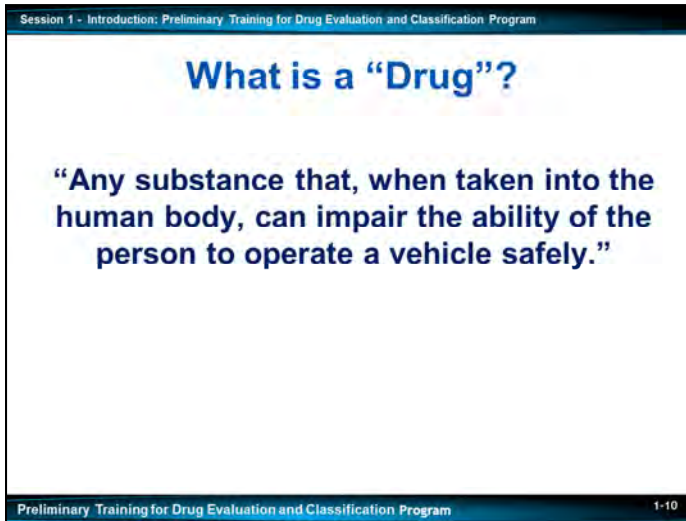 Session 1 - Introduction: Preliminary Training for Drug Evaluation and Classification Program
What is a “Drug”?
“Any substance that, when taken into the
human body, can impair the ability of the
person to operate a vehicle safely.”
Preliminary Training for Drug Evaluation and Classification Program
1-10